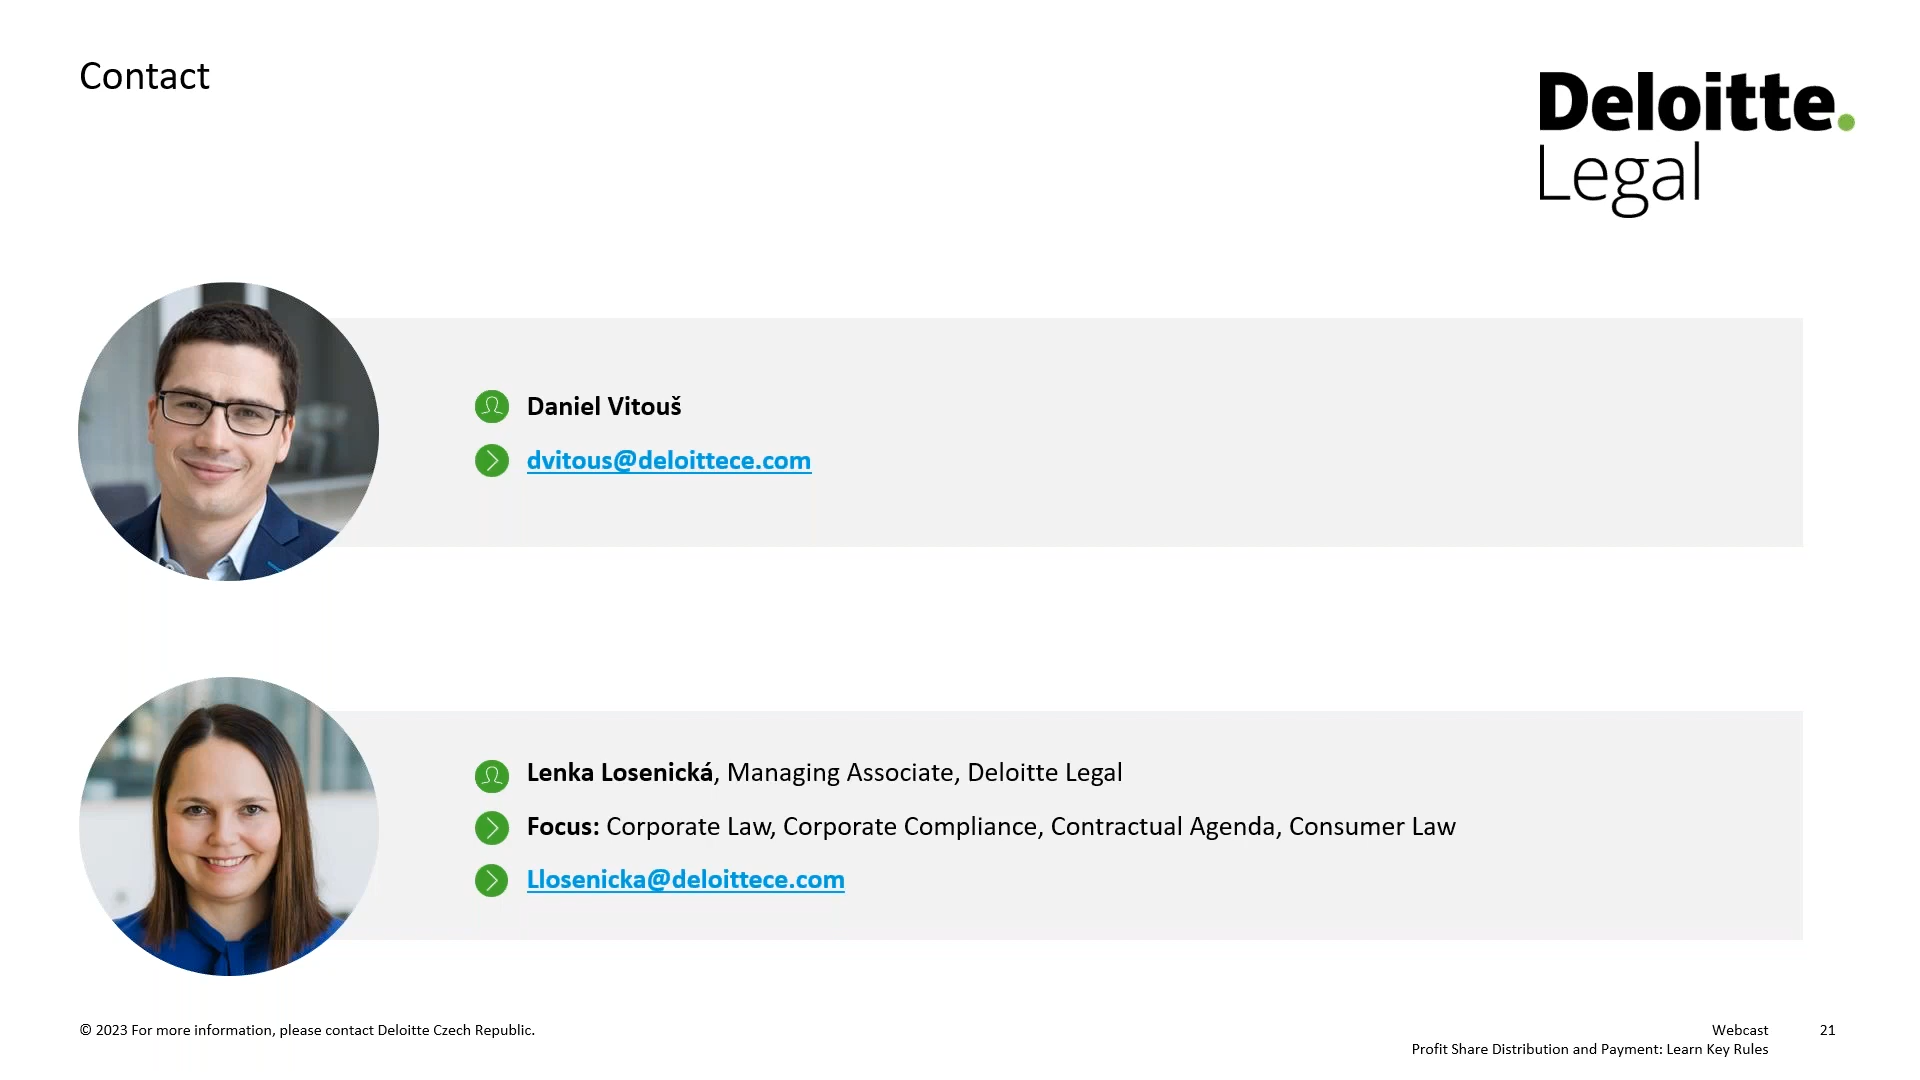 Contact
Deloitte.
Legal
Daniel Vitouš
dvitous@deloittece.com
Lenka Losenická, Managing Associate, Deloitte Legal
Focus: Corporate Law, Corporate Compliance, Contractual Agenda, Consumer Law
Llosenicka@deloittece.com
© 2023 For more information, please contact Deloitte Czech Republic.
Webcast
21
Profit Share Distribution and Payment: Learn Key Rules